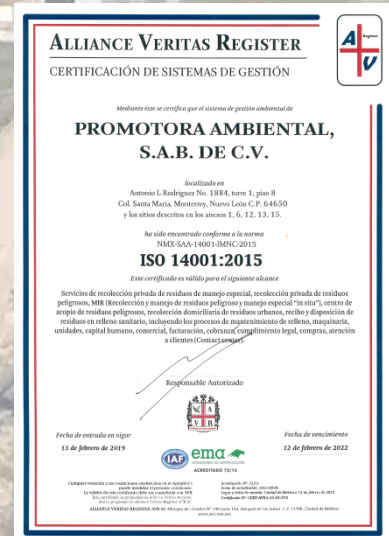 ALLIANCE VERITAS REGISTER
CERTIFICACIÓN DE SISTEMAS DE GESTIÓN
Register
A
V
Mediante éste se certifica que el sistema de gestión ambiental de
PROMOTORA AMBIENTAL,
S.A.B. DE C.V.
localizado en
Antonio L Rodríguez No. 1884, torre 1, piso 8
Col. Santa María, Monterrey, Nuevo León C.P. 64650
y los sitios descritos en los anexos 1, 6, 12, 13, 15.
ha sido encontrado conforme a la norma
NMX-SAA-14001-IMNC-2015
ISO 14001:2015
Este certificado es válido para el siguiente alcance
Servicios de recolección privada de residuos de manejo especial, recolección privada de residuos
peligrosos, MIR (Recolección y manejo de residuos peligroso y manejo especial "in situ"), centro de
acopio de residuos peligrosos, recolección domiciliaria de residuos urbanos, recibo y disposición de
residuos en relleno sanitario, incluyendo los procesos de mantenimiento de relleno, maquinaria,
unidades, capital humano, comercial, facturación, cobranza, cumplimiento legal, compras, atención
a clientes (Contact center).
Responsable Autorizado
A
V R
Fecha de entrada en vigor
13 de febrero de 2019
Fecha de vencimiento
12 de febrero de 2022
IAF
ema
ACREDITADO 72/12